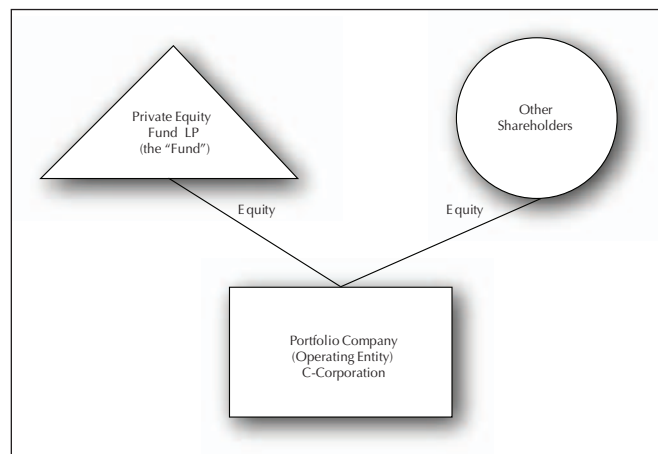 Private Equity
Fund LP
(the “Fund”)
Other
Shareholders
Equity
Equity
Portfolio Company
(Operating Entity)
C-Corporation